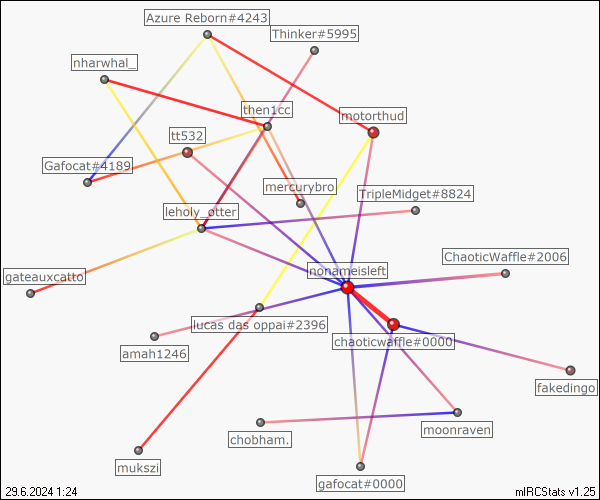 Azure Reborn#4243
Thinker#5995
nharwhal_
then1cc
motorthud
tt532
Gafocat#4189
mercurybro
TripleMidget#8824
leholy_otter
ChaoticWaffle#2006
nonameisleft
gateauxcatto
lucas das oppai#2396
chaoticwaffle#0000
amah1246
fakedingo
moonraven
chobham.
mukszi
gafocat#0000
29.6.2024 1:24
mIRCStats v1.25